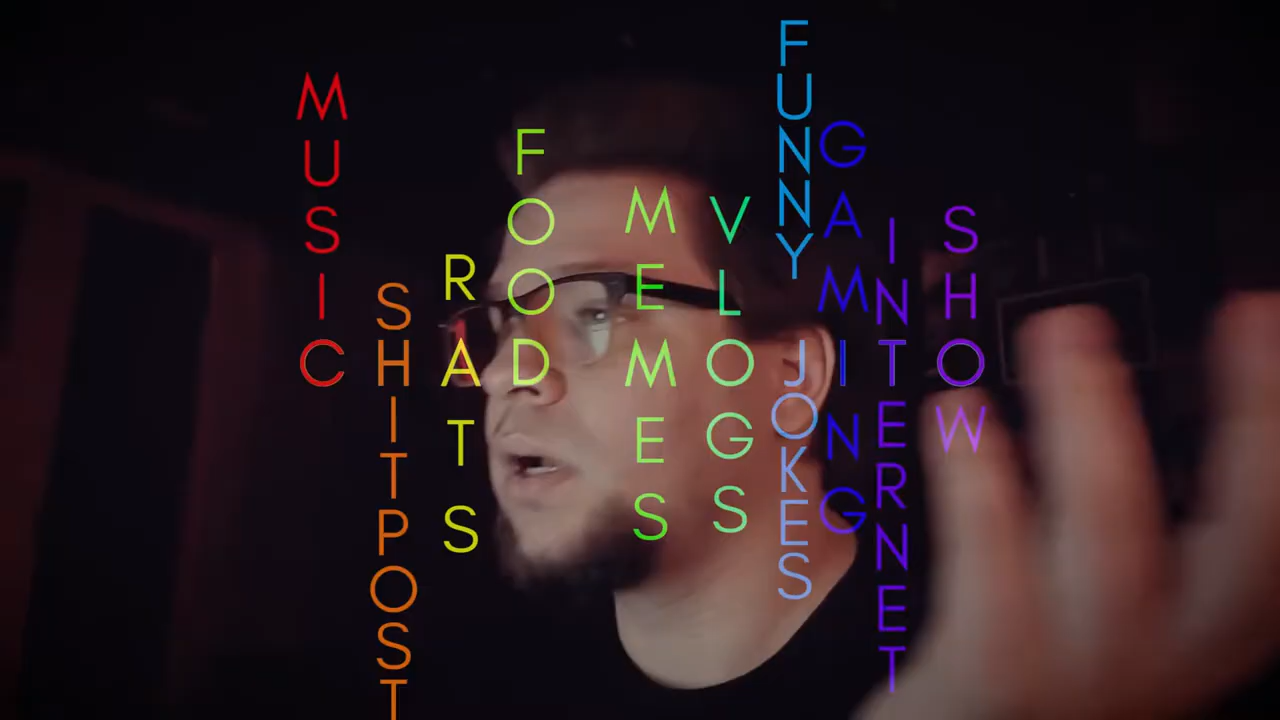 MUSIC
SHITPOST
RATS
FOOD
MEMES
VLOGS
FUNNY JOKES
GAMING
INTERNET
SHOW